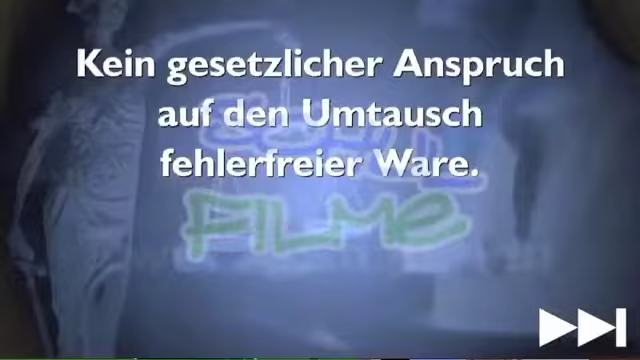 Kein gesetzlicher Anspruch
auf den Umtausch
fehlerfreier Ware.
FILMe